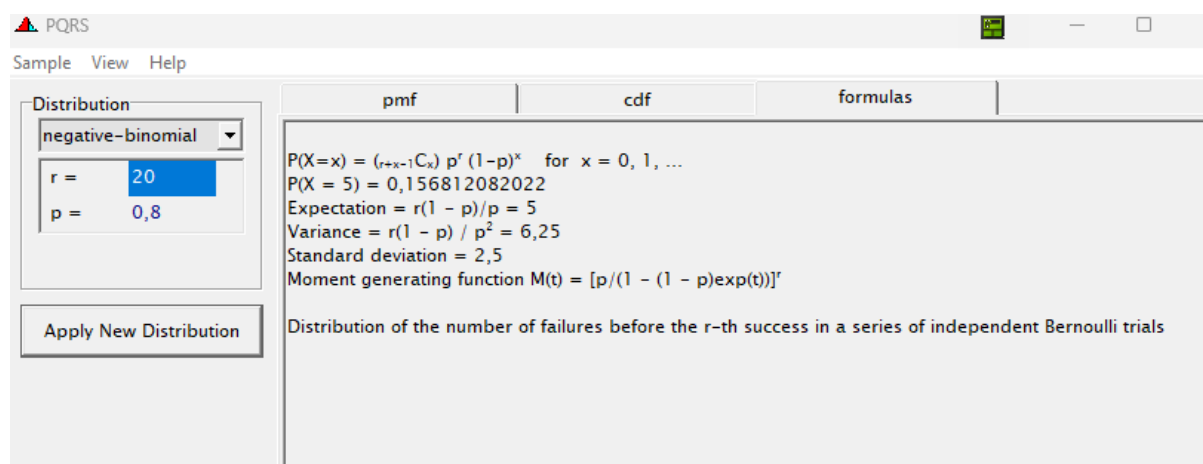 PQRS
Sample View Help
Distribution
negative-binomial
r = 20
p = 0,8
Apply New Distribution
pmf cdf formulas
P(X=x) = (ᵣ₊ₓ₋₁Cₓ) pʳ (1-p)ˣ for x = 0, 1, ...
P(X = 5) = 0,156812082022
Expectation = r(1 - p)/p = 5
Variance = r(1 - p) / p² = 6,25
Standard deviation = 2,5
Moment generating function M(t) = [p/(1 - (1 - p)exp(t))]ʳ
Distribution of the number of failures before the r-th success in a series of independent Bernoulli trials